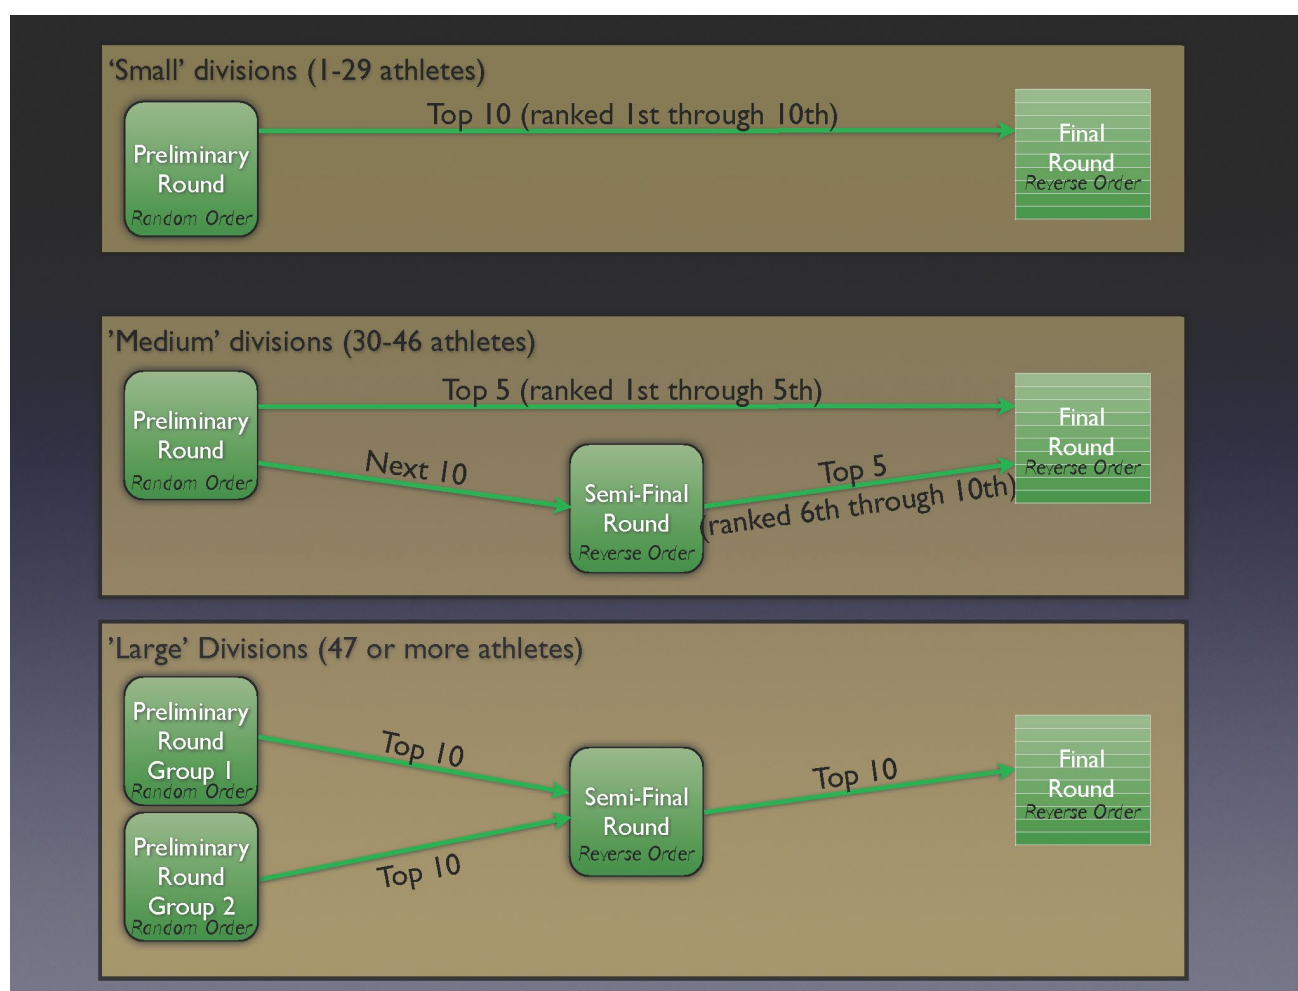 ‘Small’ divisions (1-29 athletes)
Top 10 (ranked 1st through 10th)
Preliminary
Round
Random Order
Final
Round
Reverse Order
’Medium’ divisions (30-46 athletes)
Top 5 (ranked 1st through 5th)
Preliminary
Round
Random Order
Next 10
Semi-Final
Round
Reverse Order
Top 5
(ranked 6th through 10th)
Final
Round
Reverse Order
’Large’ Divisions (47 or more athletes)
Preliminary
Round
Group 1
Random Order
Top 10
Preliminary
Round
Group 2
Random Order
Top 10
Semi-Final
Round
Reverse Order
Top 10
Final
Round
Reverse Order